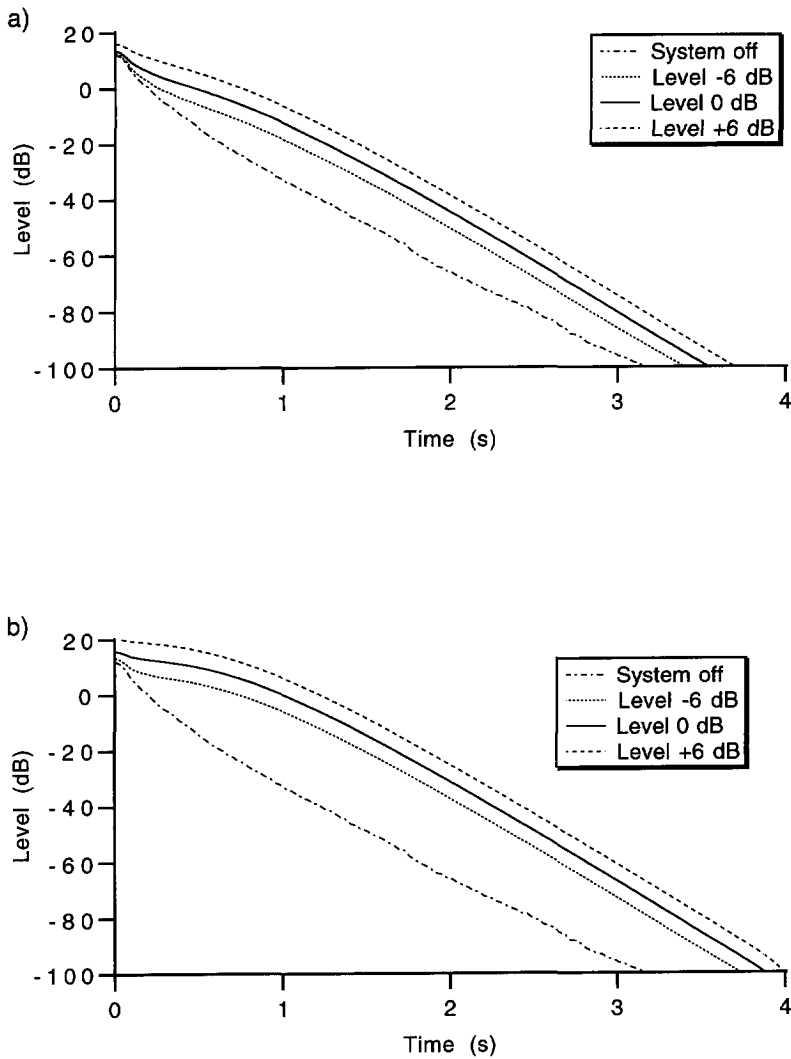 a)
20
0
-20
-40
-60
-80
-100
Level (dB)
0 1 2 3 4
Time (s)
System off
Level -6 dB
Level 0 dB
Level +6 dB
b)
20
0
-20
-40
-60
-80
-100
Level (dB)
0 1 2 3 4
Time (s)
System off
Level -6 dB
Level 0 dB
Level +6 dB